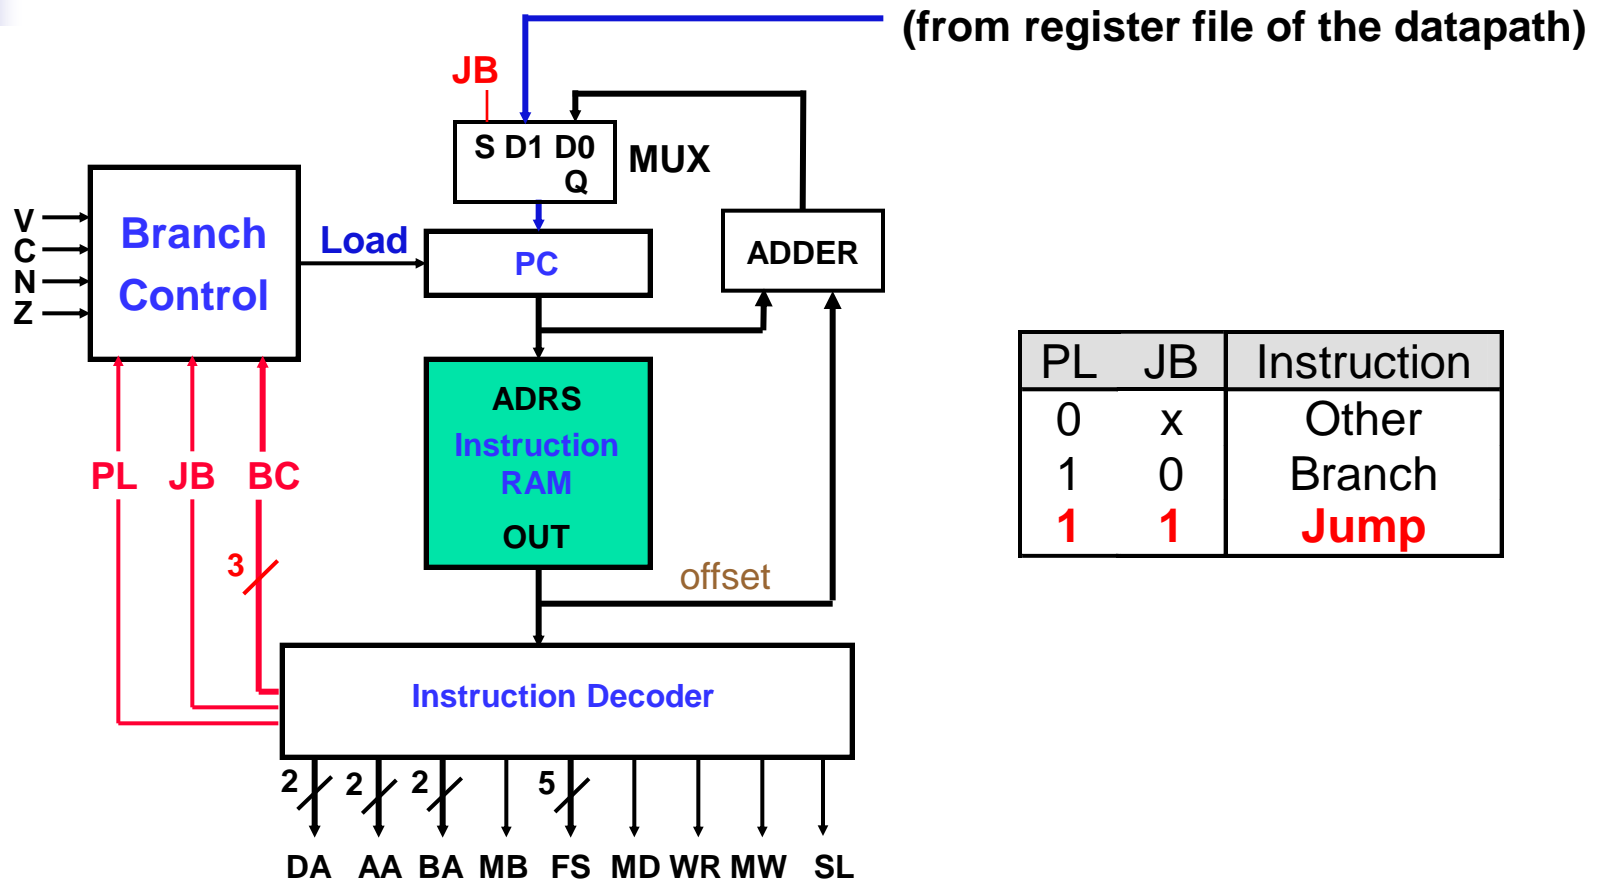 (from register file of the datapath)
JB
S D1 D0
Q
MUX
V
C
N
Z
Branch
Control
Load
PC
ADDER
ADRS
Instruction
RAM
OUT
PL JB BC
3
offset
Instruction Decoder
2 2 2 5
DA AA BA MB FS MD WR MW SL
PL JB Instruction
0 x Other
1 0 Branch
1 1 Jump